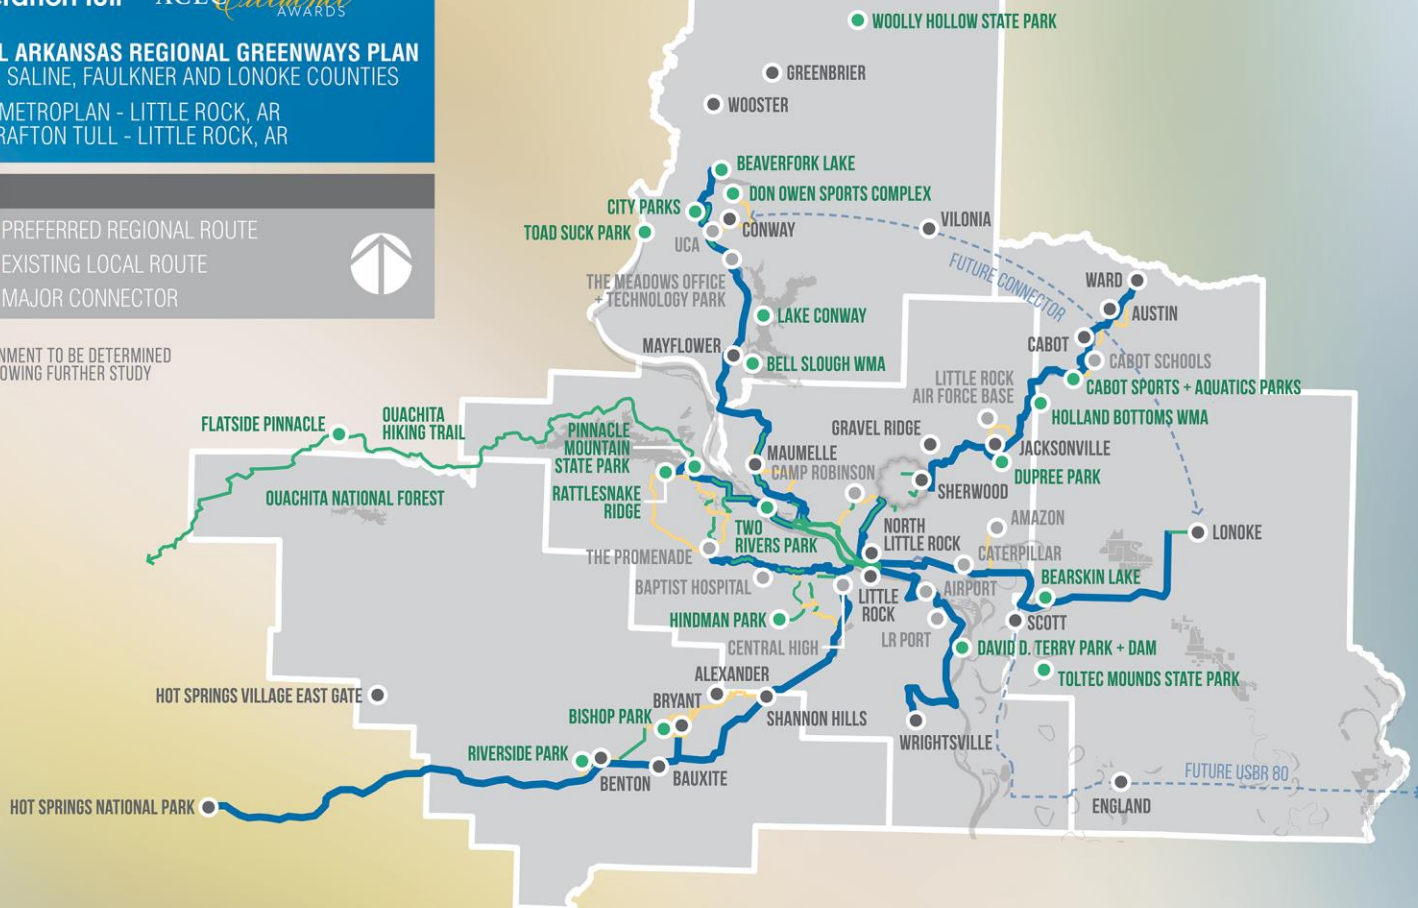 ACEC Excellence
AWARDS
L ARKANSAS REGIONAL GREENWAYS PLAN
SALINE, FAULKNER AND LONOKE COUNTIES
METROPLAN - LITTLE ROCK, AR
RAFTON TULL - LITTLE ROCK, AR
PREFERRED REGIONAL ROUTE
EXISTING LOCAL ROUTE
MAJOR CONNECTOR
NMENT TO BE DETERMINED
OWING FURTHER STUDY
WOOLLY HOLLOW STATE PARK
GREENBRIER
WOOSTER
BEAVERFORK LAKE
DON OWEN SPORTS COMPLEX
CITY PARKS
TOAD SUCK PARK
CONWAY
UCA
VILONIA
THE MEADOWS OFFICE
+ TECHNOLOGY PARK
FUTURE CONNECTOR
WARD
AUSTIN
LAKE CONWAY
MAYFLOWER
BELL SLOUGH WMA
CABOT
CABOT SCHOOLS
CABOT SPORTS + AQUATICS PARKS
LITTLE ROCK
AIR FORCE BASE
HOLLAND BOTTOMS WMA
GRAVEL RIDGE
JACKSONVILLE
DUPREE PARK
SHERWOOD
FLATSIDE PINNACLE
OUACHITA
HIKING TRAIL
PINNACLE
MOUNTAIN
STATE PARK
MAUMELLE
CAMP ROBINSON
RATTLESNAKE
RIDGE
OUACHITA NATIONAL FOREST
TWO
RIVERS PARK
NORTH
LITTLE ROCK
AMAZON
CATERPILLAR
LONOKE
THE PROMENADE
BAPTIST HOSPITAL
BEARSKIN LAKE
LITTLE
ROCK
AIRPORT
HINDMAN PARK
SCOTT
LR PORT
CENTRAL HIGH
DAVID D. TERRY PARK + DAM
TOLTEC MOUNDS STATE PARK
ALEXANDER
HOT SPRINGS VILLAGE EAST GATE
BRYANT
BISHOP PARK
SHANNON HILLS
WRIGHTSVILLE
RIVERSIDE PARK
BENTON
BAUXITE
FUTURE USBR 80
ENGLAND
HOT SPRINGS NATIONAL PARK